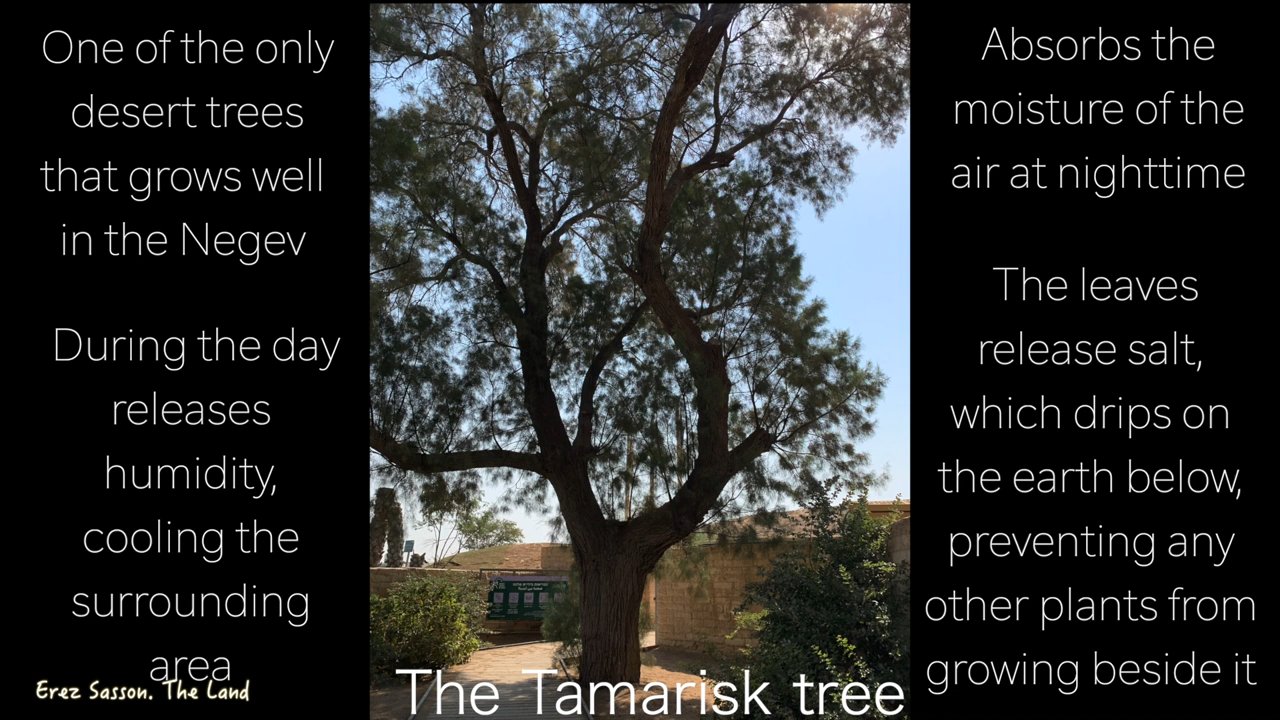 One of the only
desert trees
that grows well
in the Negev
During the day
releases
humidity,
cooling the
surrounding
area
Erez Sasson. The Land
The Tamarisk tree
Absorbs the
moisture of the
air at nighttime
The leaves
release salt,
which drips on
the earth below,
preventing any
other plants from
growing beside it